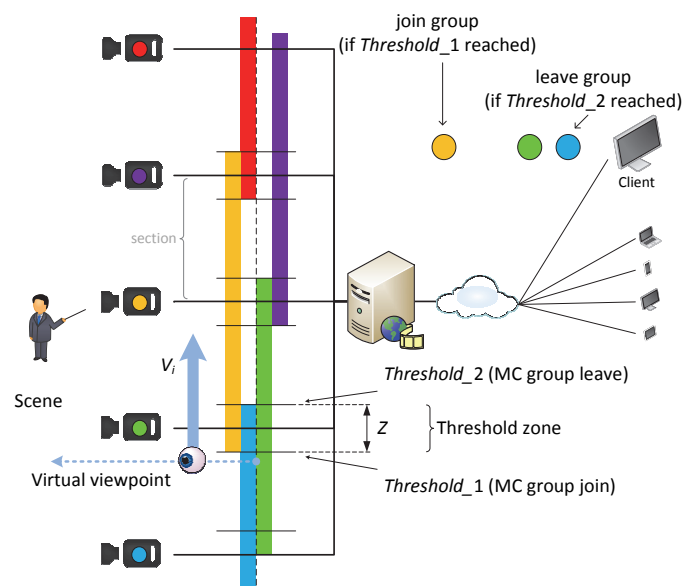 join group
(if Threshold_1 reached)
leave group
(if Threshold_2 reached)
Client
section
Vi
Scene
Threshold_2 (MC group leave)
Z
Threshold zone
Virtual viewpoint
Threshold_1 (MC group join)